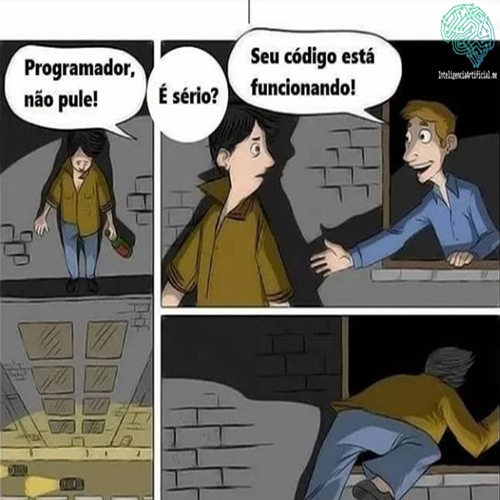 Programador,
não pule!
É sério?
Seu código está
funcionando!
InteligenciaArtificial.me